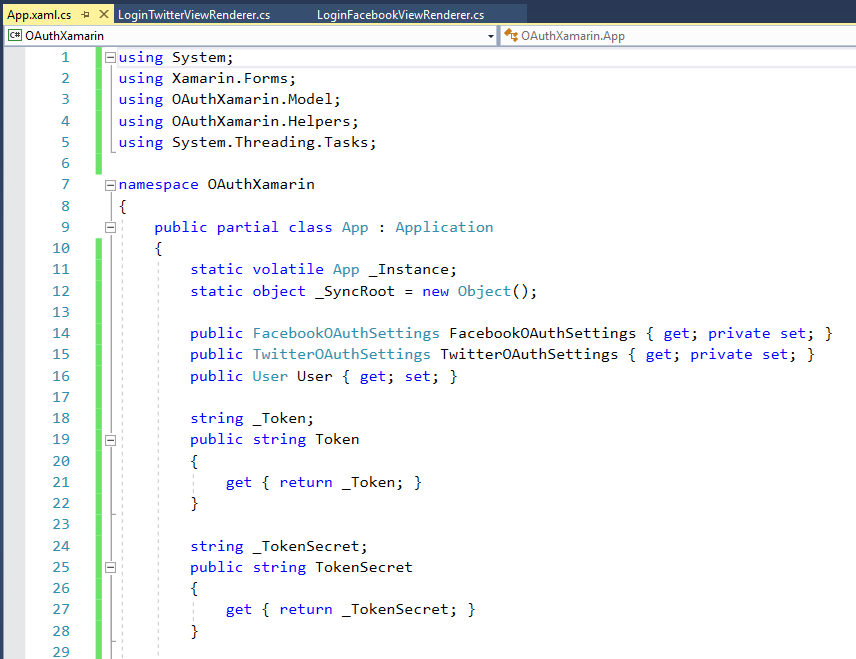 App.xaml.cs LoginTwitterViewRenderer.cs LoginFacebookViewRenderer.cs
C# OAuthXamarin OAuthXamarin.App
1 using System;
2 using Xamarin.Forms;
3 using OAuthXamarin.Model;
4 using OAuthXamarin.Helpers;
5 using System.Threading.Tasks;
6
7 namespace OAuthXamarin
8 {
9 public partial class App : Application
10 {
11 static volatile App _Instance;
12 static object _SyncRoot = new Object();
13
14 public FacebookOAuthSettings FacebookOAuthSettings { get; private set; }
15 public TwitterOAuthSettings TwitterOAuthSettings { get; private set; }
16 public User User { get; set; }
17
18 string _Token;
19 public string Token
20 {
21 get { return _Token; }
22 }
23
24 string _TokenSecret;
25 public string TokenSecret
26 {
27 get { return _TokenSecret; }
28 }
29